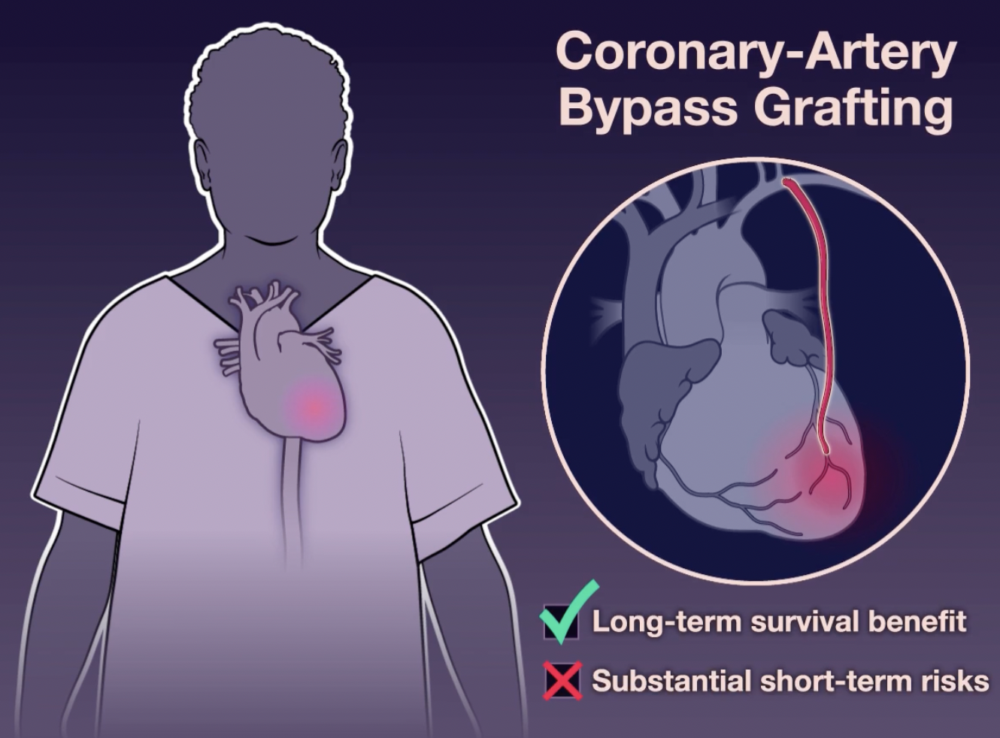 Coronary-Artery
Bypass Grafting
Long-term survival benefit
Substantial short-term risks